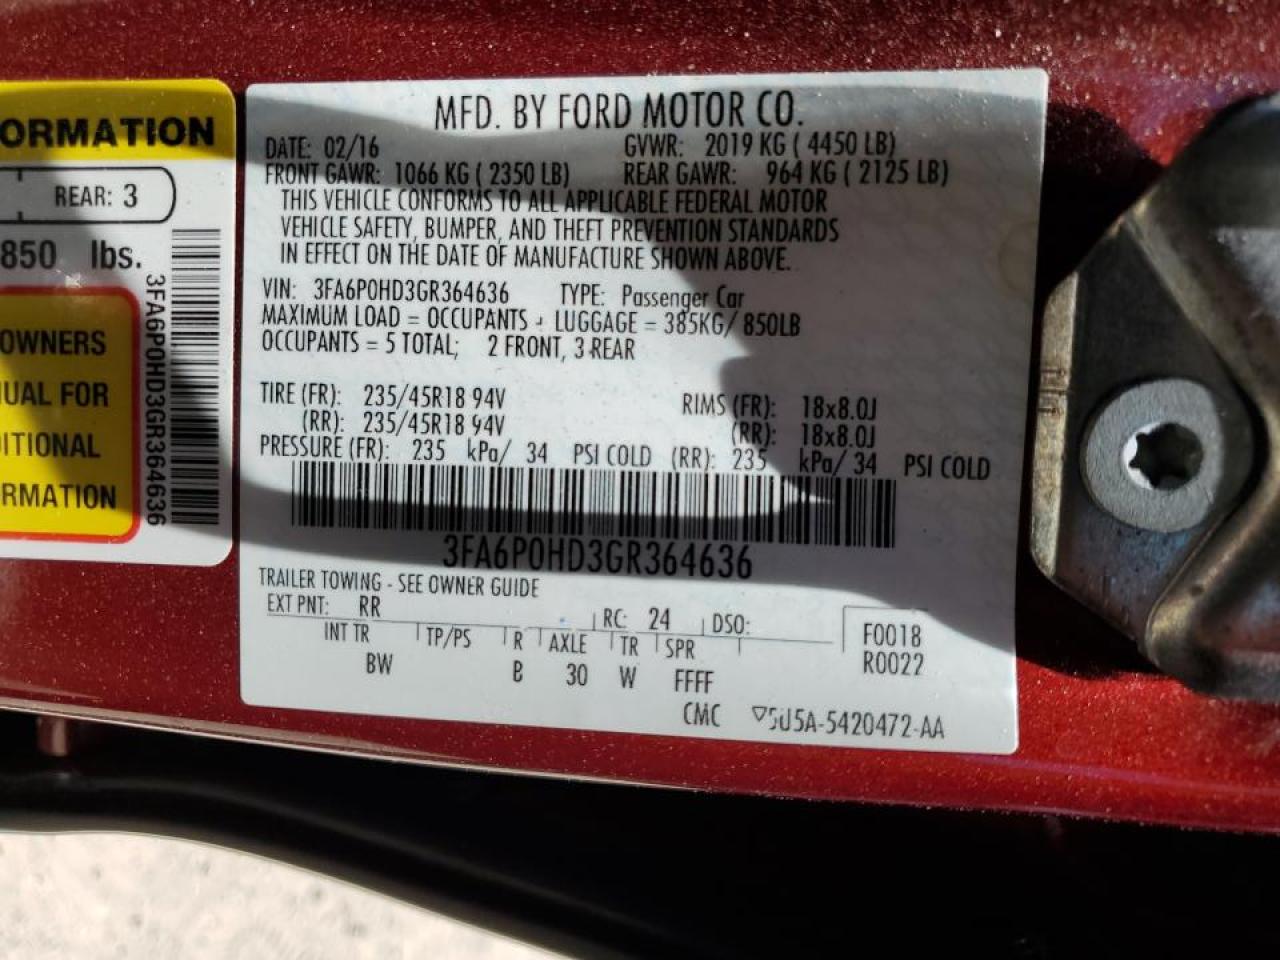 ORMATION
REAR: 3
850 lbs.
OWNERS
UAL FOR
DITIONAL
RMATION
3FA6P0HD3GR364636
MFD. BY FORD MOTOR CO.
DATE: 02/16 GVWR: 2019 KG ( 4450 LB)
FRONT GAWR: 1066 KG ( 2350 LB) REAR GAWR: 964 KG ( 2125 LB)
THIS VEHICLE CONFORMS TO ALL APPLICABLE FEDERAL MOTOR
VEHICLE SAFETY, BUMPER, AND THEFT PREVENTION STANDARDS
IN EFFECT ON THE DATE OF MANUFACTURE SHOWN ABOVE.
VIN: 3FA6P0HD3GR364636 TYPE: Passenger Car
MAXIMUM LOAD = OCCUPANTS + LUGGAGE = 385KG/ 850LB
OCCUPANTS = 5 TOTAL; 2 FRONT, 3 REAR
TIRE (FR): 235/45R18 94V RIMS (FR): 18x8.0J
(RR): 235/45R18 94V (RR): 18x8.0J
PRESSURE (FR): 235 kPa/ 34 PSI COLD (RR): 235 kPa/ 34 PSI COLD
3FA6P0HD3GR364636
TRAILER TOWING - SEE OWNER GUIDE
EXT PNT: RR RC: 24 DSO:
INT TR TP/PS R AXLE TR SPR F0018
BW B 30 W FFFF R0022
CMC 5U5A-5420472-AA